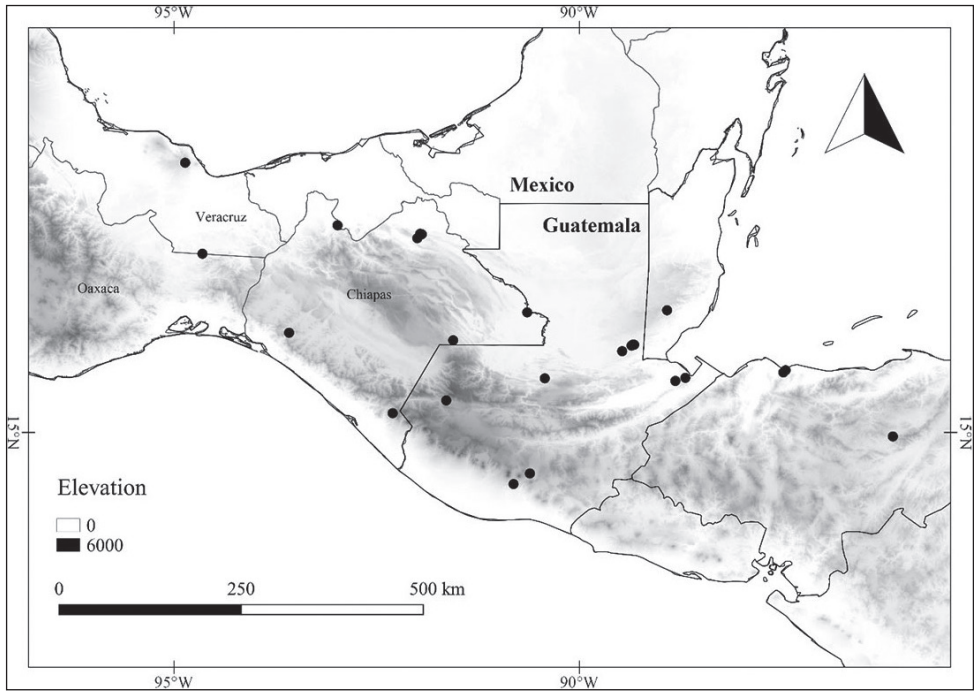 95°W 90°W
Mexico
Veracruz
Guatemala
Oaxaca
Chiapas
15°N 15°N
Elevation
0
6000
0 250 500 km
95°W 90°W